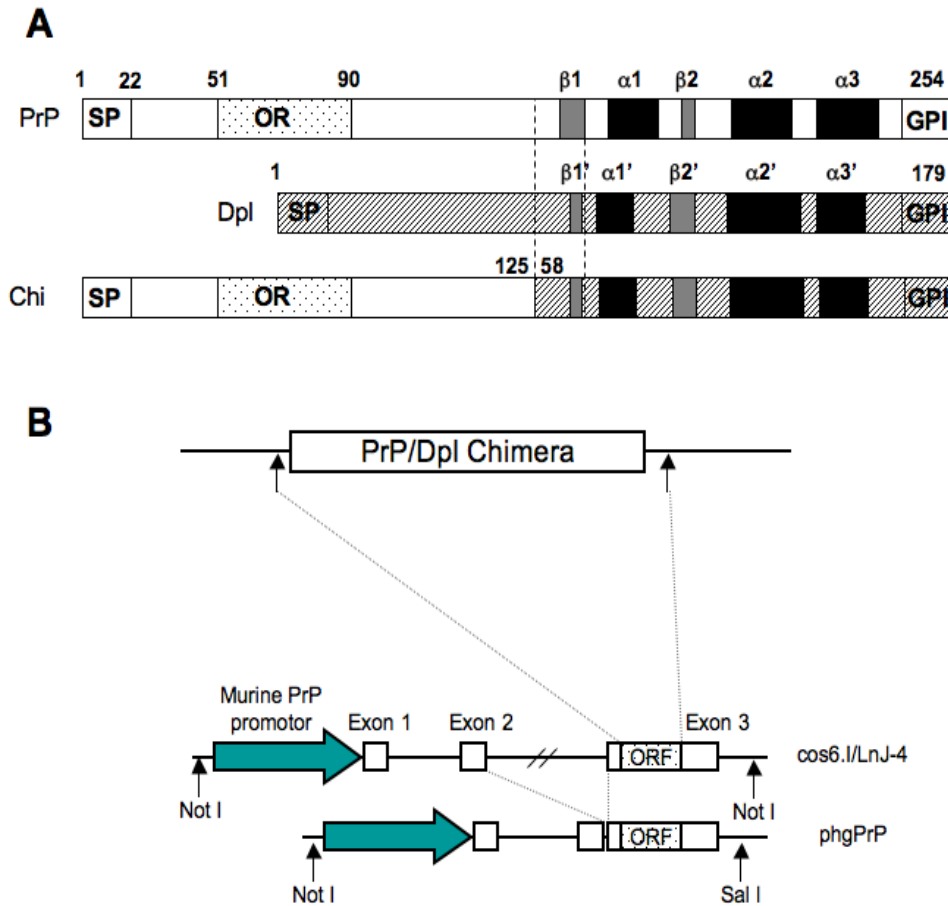 A
1 22 51 90 β1 α1 β2 α2 α3 254
PrP SP OR GPI
1 β1' α1' β2' α2' α3' 179
Dpl SP GPI
125 58
Chi SP OR GPI
B
PrP/Dpl Chimera
Murine PrP
promotor Exon 1 Exon 2 Exon 3
ORF cos6.I/LnJ-4
Not I Not I
ORF phgPrP
Not I Sal I